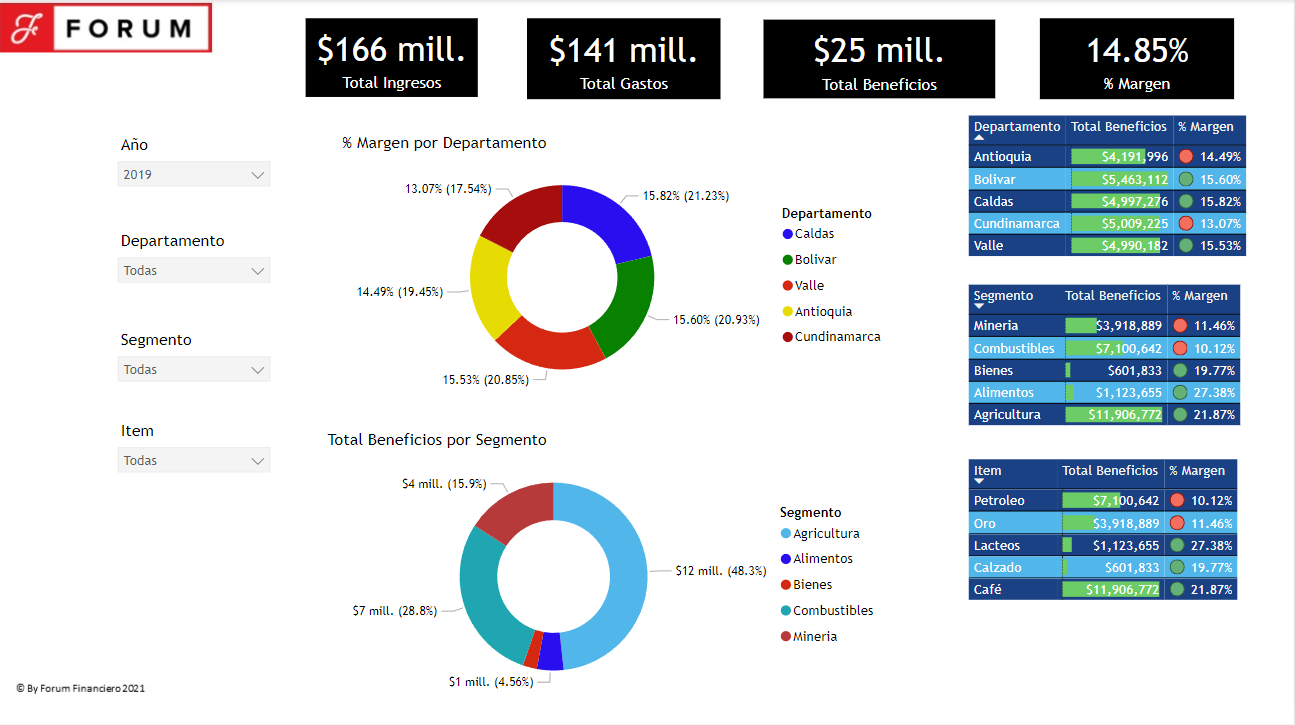 FORUM
$166 mill.
Total Ingresos
$141 mill.
Total Gastos
$25 mill.
Total Beneficios
14.85%
% Margen
Año
2019
Departamento
Todas
Segmento
Todas
Item
Todas
% Margen por Departamento
13.07% (17.54%)
15.82% (21.23%)
14.49% (19.45%)
15.60% (20.93%)
15.53% (20.85%)
Departamento
Caldas
Bolivar
Valle
Antioquia
Cundinamarca
Total Beneficios por Segmento
$4 mill. (15.9%)
$12 mill. (48.3%)
$7 mill. (28.8%)
$1 mill. (4.56%)
Segmento
Agricultura
Alimentos
Bienes
Combustibles
Mineria
Departamento Total Beneficios % Margen
Antioquia $4,191,996 14.49%
Bolivar $5,463,112 15.60%
Caldas $4,997,276 15.82%
Cundinamarca $5,009,225 13.07%
Valle $4,990,182 15.53%
Segmento Total Beneficios % Margen
Mineria $3,918,889 11.46%
Combustibles $7,100,642 10.12%
Bienes $601,833 19.77%
Alimentos $1,123,655 27.38%
Agricultura $11,906,772 21.87%
Item Total Beneficios % Margen
Petroleo $7,100,642 10.12%
Oro $3,918,889 11.46%
Lacteos $1,123,655 27.38%
Calzado $601,833 19.77%
Café $11,906,772 21.87%
© By Forum Financiero 2021